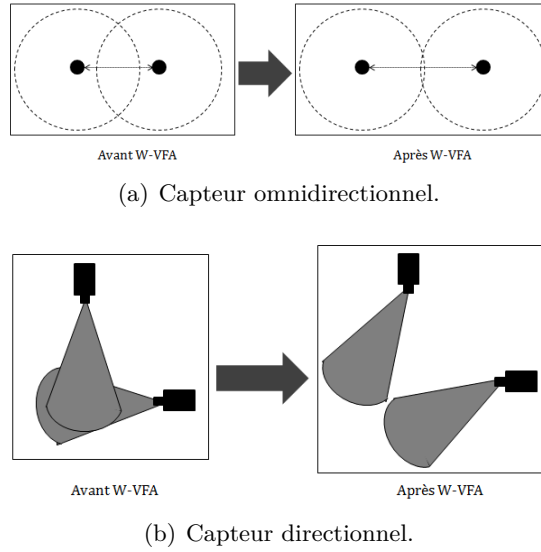 Avant W-VFA
Après W-VFA
(a) Capteur omnidirectionnel.
Avant W-VFA
Après W-VFA
(b) Capteur directionnel.